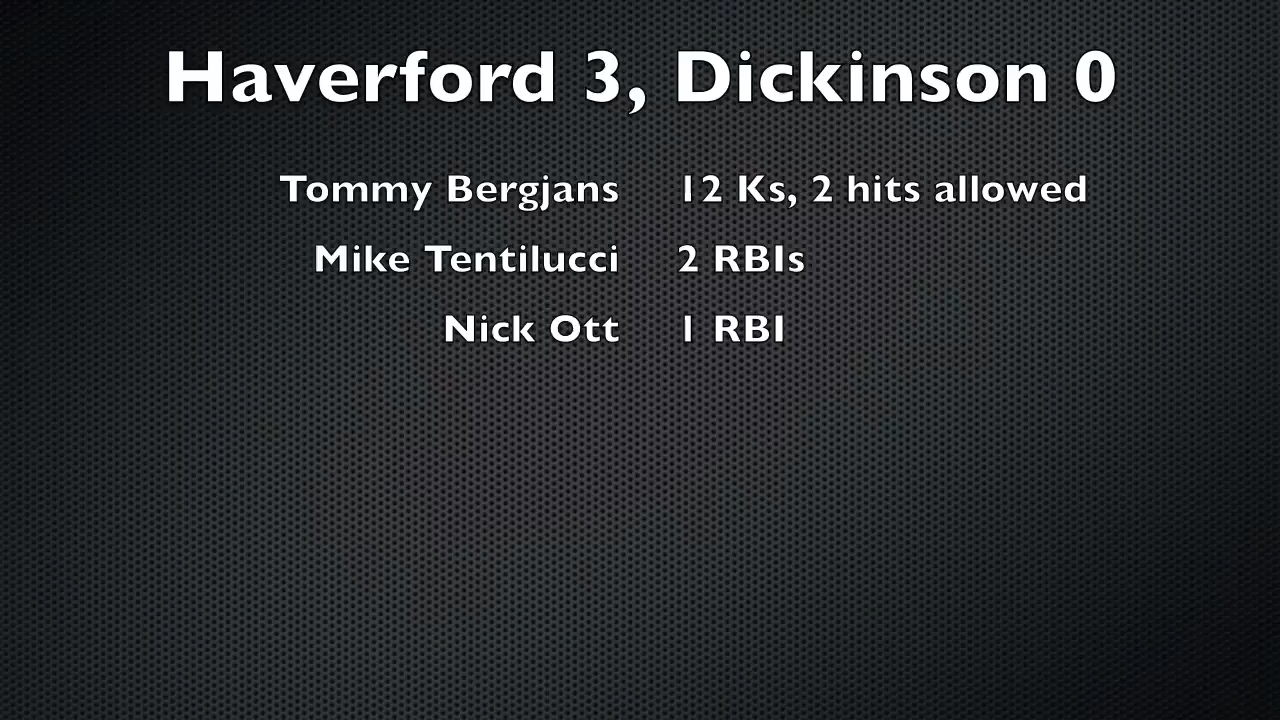 Haverford 3, Dickinson 0
Tommy Bergjans 12 Ks, 2 hits allowed
Mike Tentilucci 2 RBIs
Nick Ott 1 RBI